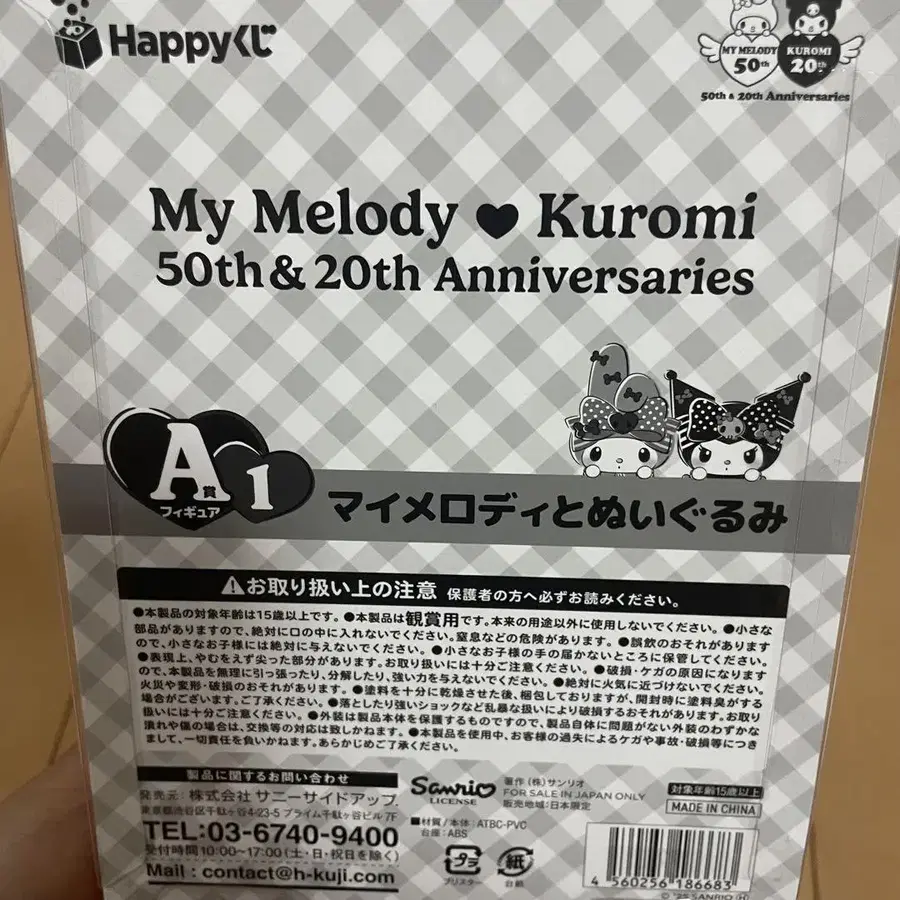 Happyくじ
MY MELODY 50th
KUROMI 20th
50th & 20th Anniversaries
My Melody ♥ Kuromi
50th & 20th Anniversaries
A賞 フィギュア 1
マイメロディとぬいぐるみ
⚠お取り扱い上の注意 保護者の方へ必ずお読みください。
●本製品の対象年齢は15歳以上です。●本製品は観賞用です。本来の用途以外に使用しないでください。●小さな
部品がありますので、絶対に口の中に入れないでください。窒息などの危険があります。●誤飲のおそれがあります
ので、小さなお子様には絶対に与えないでください。●小さなお子様の手の届かないところに保管してください。
●表現上、やむをえず尖った部分があります。お取り扱いには十分ご注意ください。●破損・ケガの原因になります
ので、本製品を無理に引っ張ったり、分解したり、強い力を与えないでください。●絶対に火気に近づけないでください。
火災や変形・破損のおそれがあります。●塗料を十分に乾燥させた後、梱包しておりますが、開封時に塗料臭がする
場合がございます。ご了承ください。●落としたり強いショックなど乱暴な扱いにより破損するおそれがあります。お取り
扱いには十分ご注意ください。●外装は製品本体を保護するものですので、製品自体に問題がない外装のわずかな
潰れや傷の場合は、交換等の対応は致しかねます。●本製品を使用中、お客様の過失によるケガや事故・破損等につき
まして、一切責任を負いかねます。あらかじめご了承ください。
製品に関するお問い合わせ
発売元：株式会社 サニーサイドアップ
東京都渋谷区千駄ヶ谷4-23-5 プライム千駄ヶ谷ビル 7F
TEL:03-6740-9400
受付時間10:00~17:00(土・日・祝日を除く)
Mail : contact@h-kuji.com
Sanrio
LICENSE
著作 (株)サンリオ
FOR SALE IN JAPAN ONLY
販売地域：日本限定
■材質/本体：ATBC-PVC
台座：ABS
プラ
ブリスター
紙
台紙
対象年齢15歳以上
MADE IN CHINA
4 560256 186683
© '25 SANRIO (H)